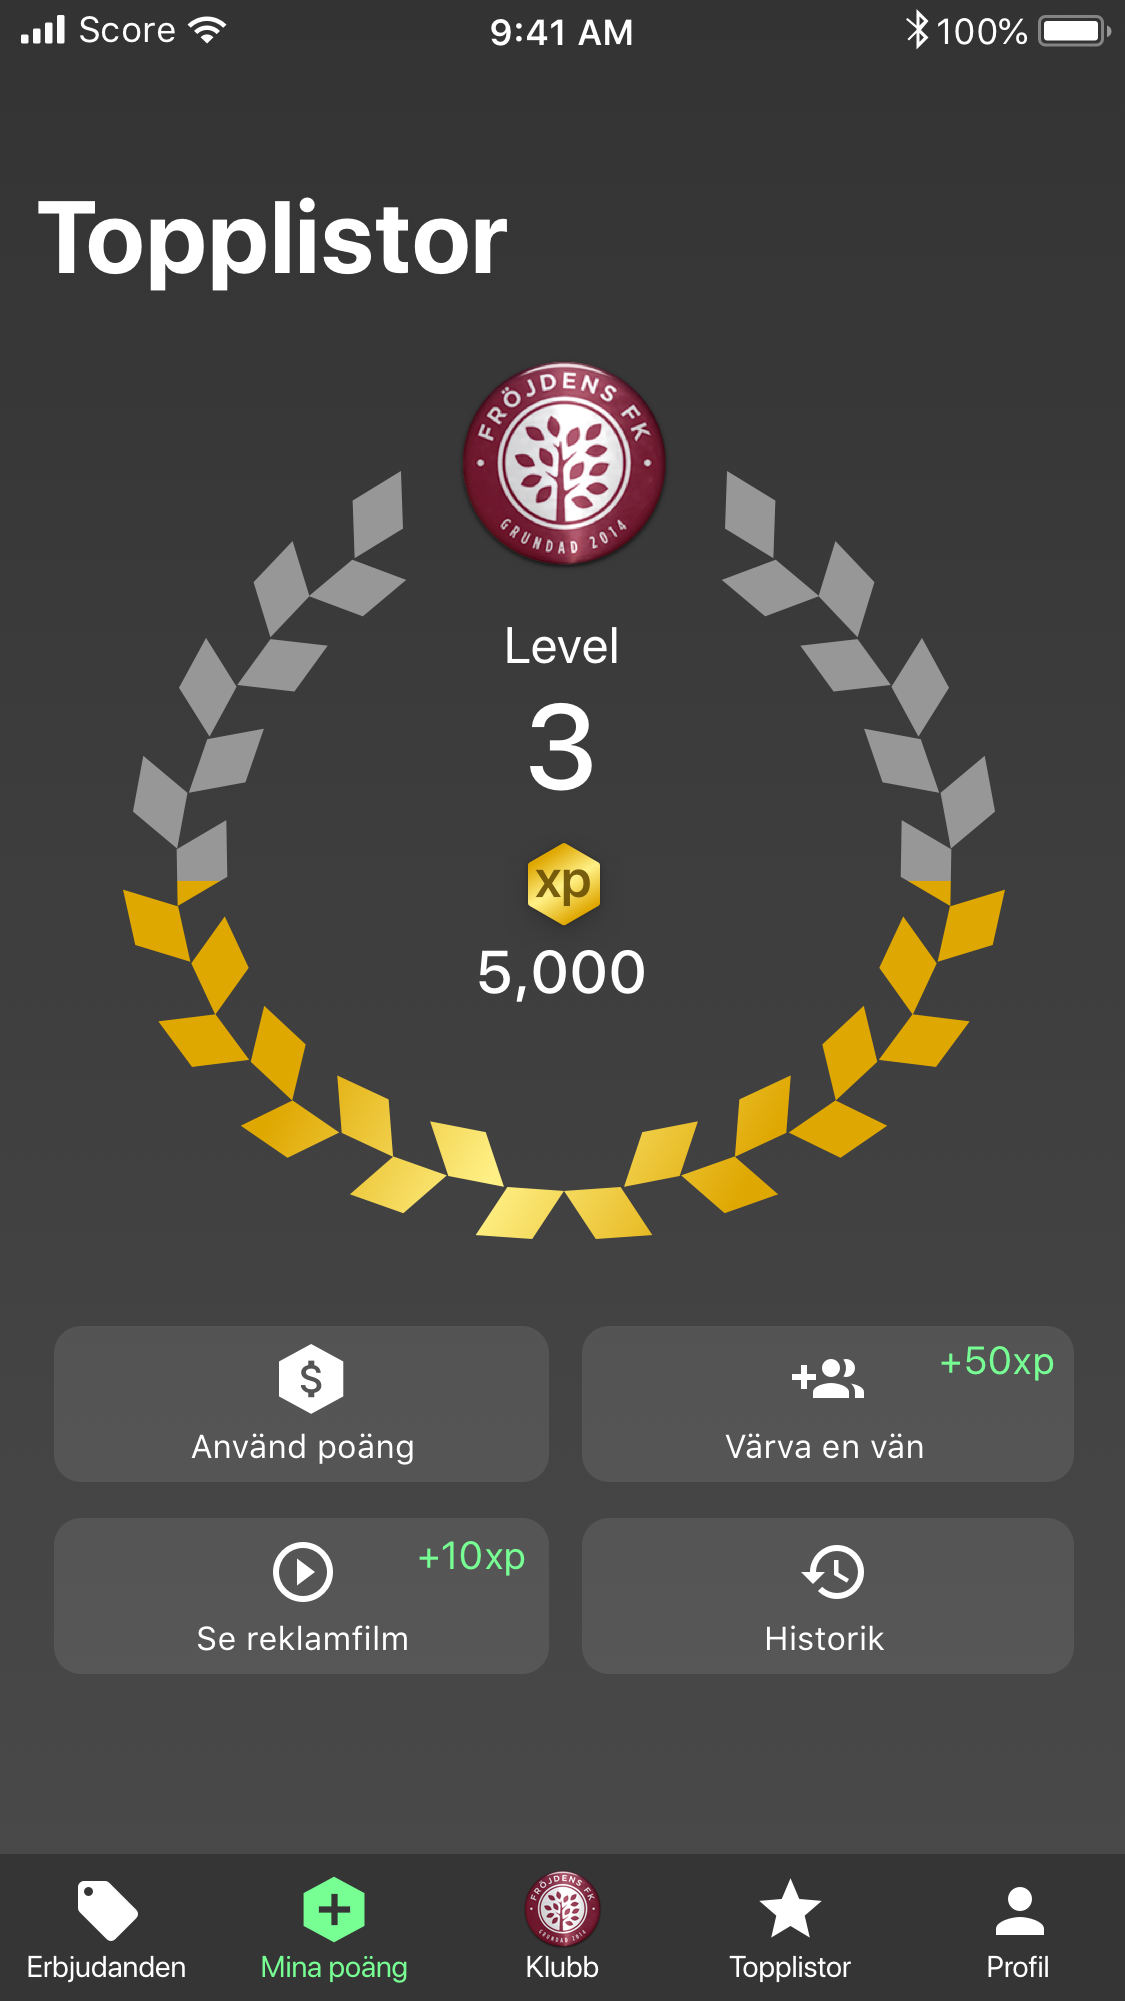 Score
9:41 AM
100%
Topplistor
FRÖJDENS FK
GRUNDAD 2014
Level
3
xp
5,000
$
Använd poäng
+50xp
Värva en vän
+10xp
Se reklamfilm
Historik
FRÖJDENS FK
GRUNDAD 2014
Erbjudanden
Mina poäng
Klubb
Topplistor
Profil